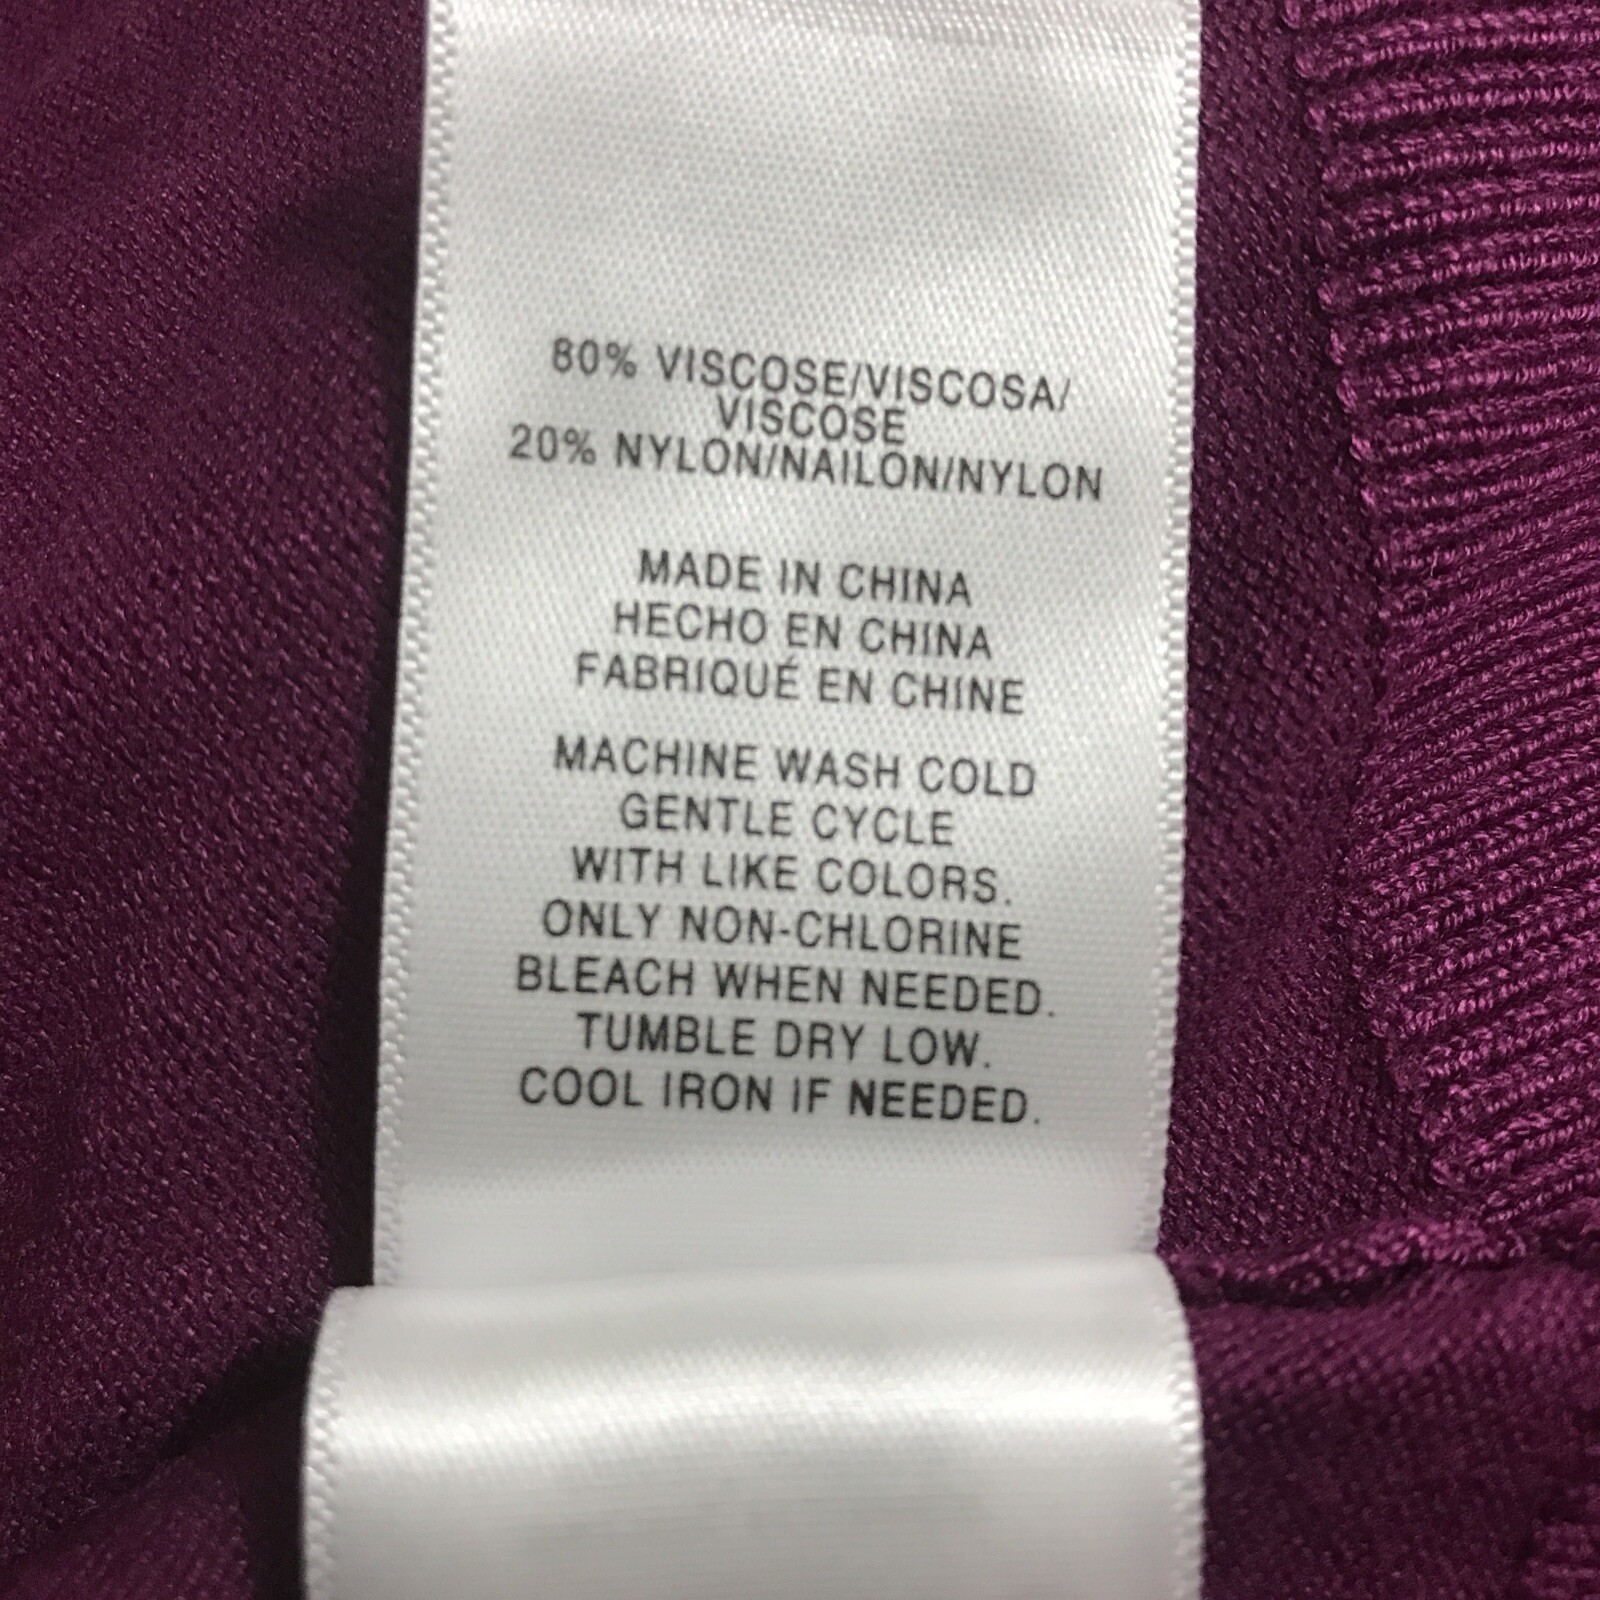 80% VISCOSE/VISCOSA/
VISCOSE
20% NYLON/NAILON/NYLON
MADE IN CHINA
HECHO EN CHINA
FABRIQUÉ EN CHINE
MACHINE WASH COLD
GENTLE CYCLE
WITH LIKE COLORS.
ONLY NON-CHLORINE
BLEACH WHEN NEEDED.
TUMBLE DRY LOW.
COOL IRON IF NEEDED.